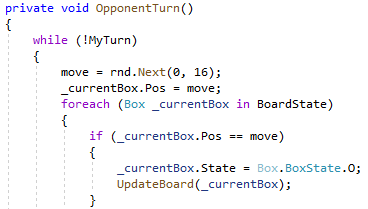 private void OpponentTurn()
{
while (!MyTurn)
{
move = rnd.Next(0, 16);
_currentBox.Pos = move;
foreach (Box _currentBox in BoardState)
{
if (_currentBox.Pos == move)
{
_currentBox.State = Box.BoxState.O;
UpdateBoard(_currentBox);
}